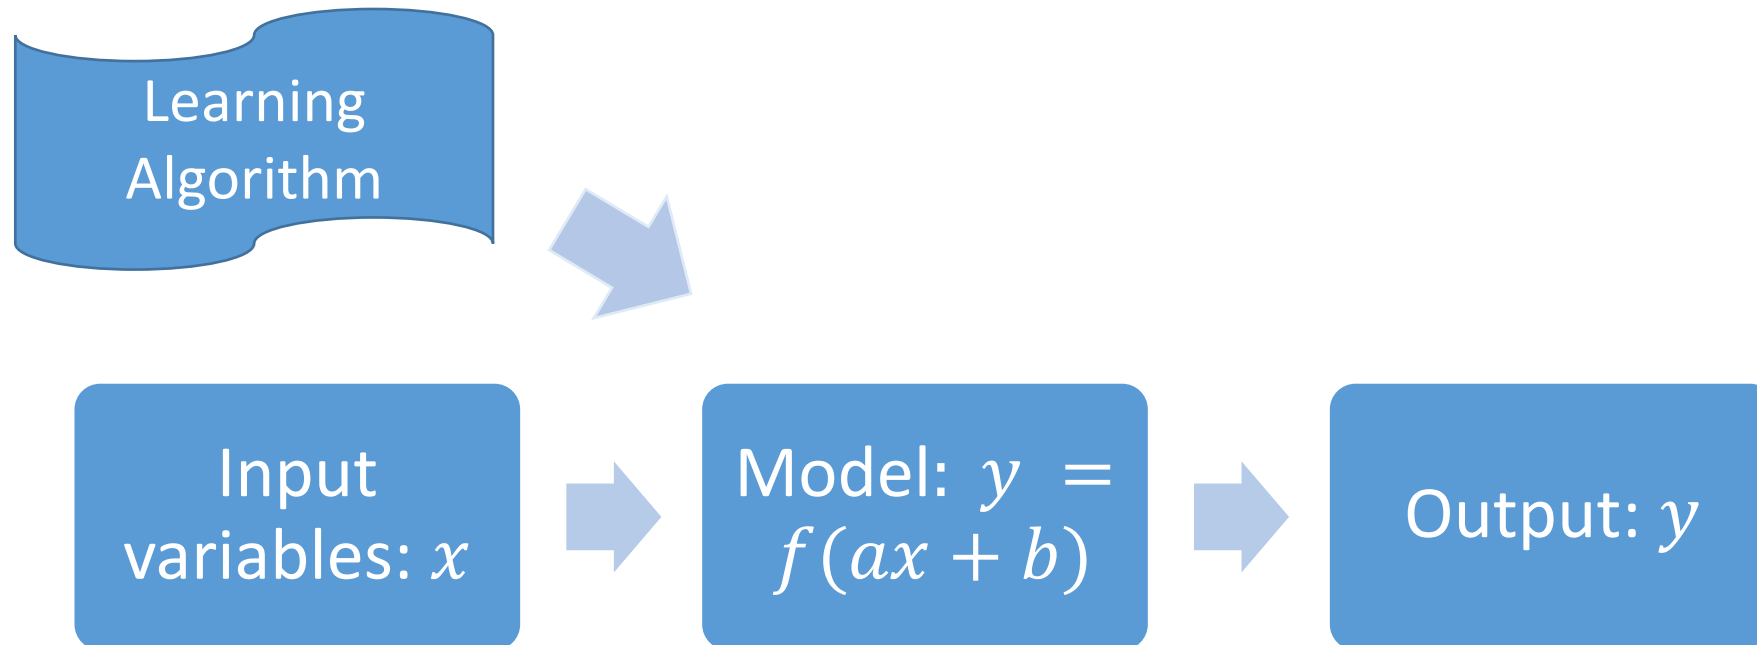 Learning
Algorithm
Input
variables: x
Model: y =
f(ax + b)
Output: y